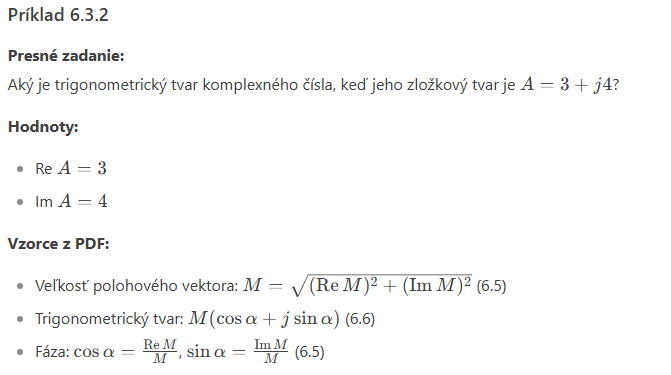 Príklad 6.3.2
Presné zadanie:
Aký je trigonometrický tvar komplexného čísla, keď jeho zložkový tvar je A = 3 + j4?
Hodnoty:
• Re A = 3
• Im A = 4
Vzorce z PDF:
• Veľkosť polohového vektora: M = √((Re M)² + (Im M)²) (6.5)
• Trigonometrický tvar: M(cos α + j sin α) (6.6)
• Fáza: cos α = Re M/M, sin α = Im M/M (6.5)